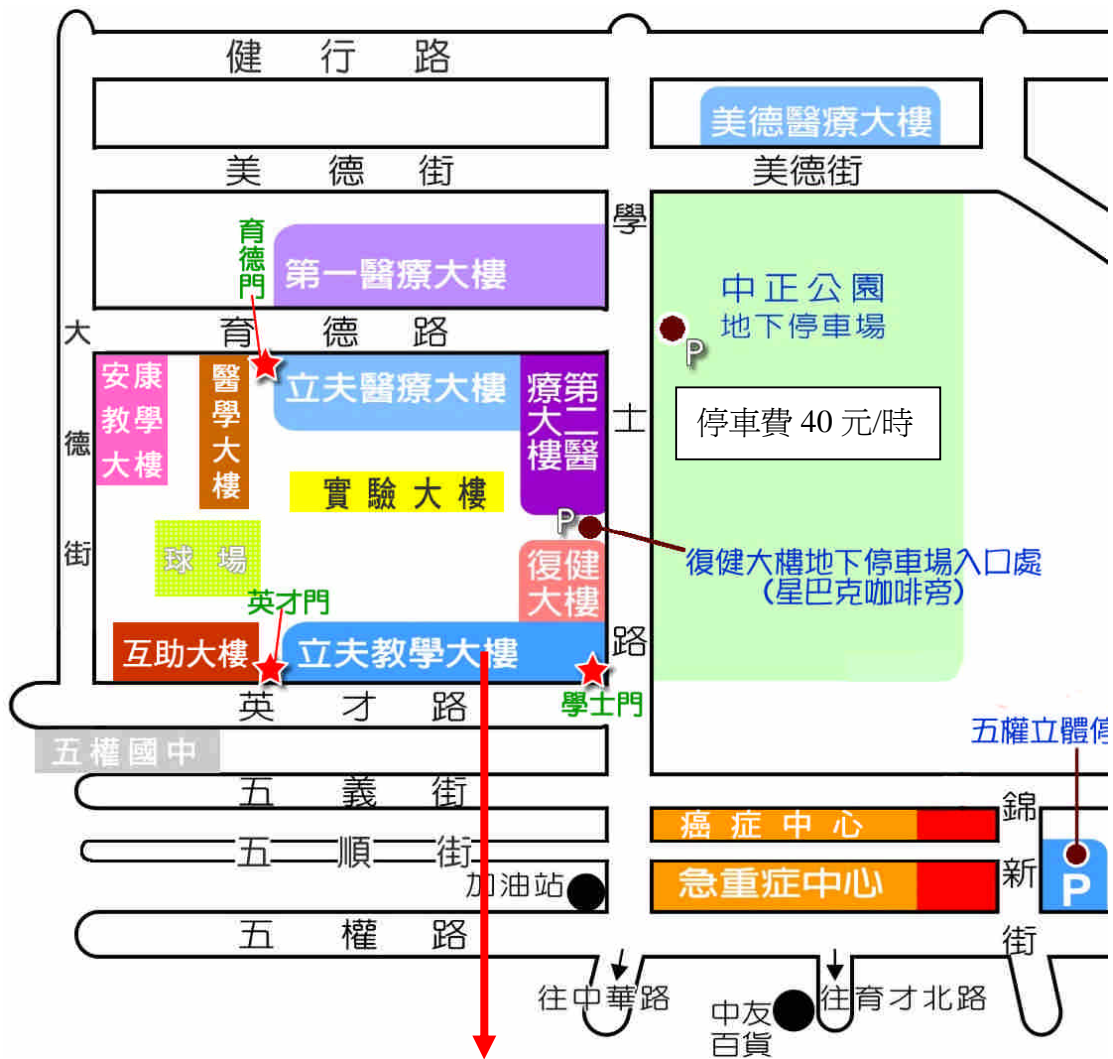 健行路
美德醫療大樓
美德街
美德街
育德門
第一醫療大樓
學士路
中正公園
地下停車場
P
大德街
育德路
安康
教學
大樓
醫學大樓
立夫醫療大樓
第二醫
療大樓
停車費 40 元/時
實驗大樓
P
球場
復健
大樓
復健大樓地下停車場入口處
(星巴克咖啡旁)
英才門
互助大樓
立夫教學大樓
英才路
學士門
五權國中
五權立體停
五義街
錦新街
癌症中心
五順街
加油站
急重症中心
P
五權路
往中華路
中友
百貨
往育才北路